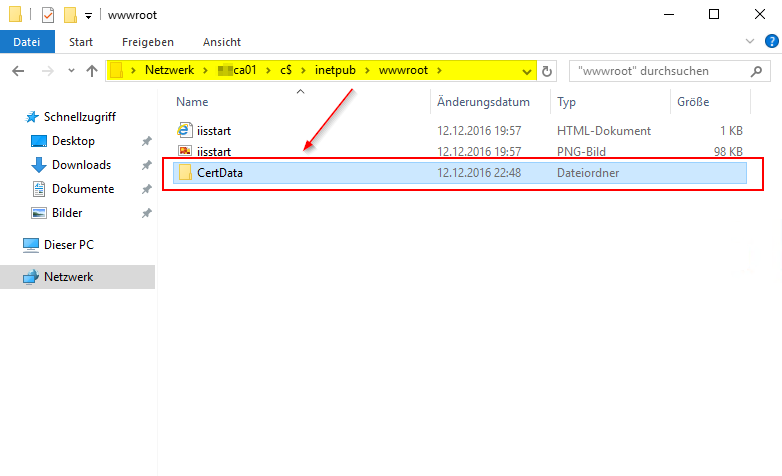 wwwroot
Datei Start Freigeben Ansicht
Netzwerk ca01 c$ inetpub wwwroot "wwwroot" durchsuchen
Name Änderungsdatum Typ Größe
Schnellzugriff
Desktop
Downloads
Dokumente
Bilder
Dieser PC
Netzwerk
iisstart 12.12.2016 19:57 HTML-Dokument 1 KB
iisstart 12.12.2016 19:57 PNG-Bild 98 KB
CertData 12.12.2016 22:48 Dateiordner